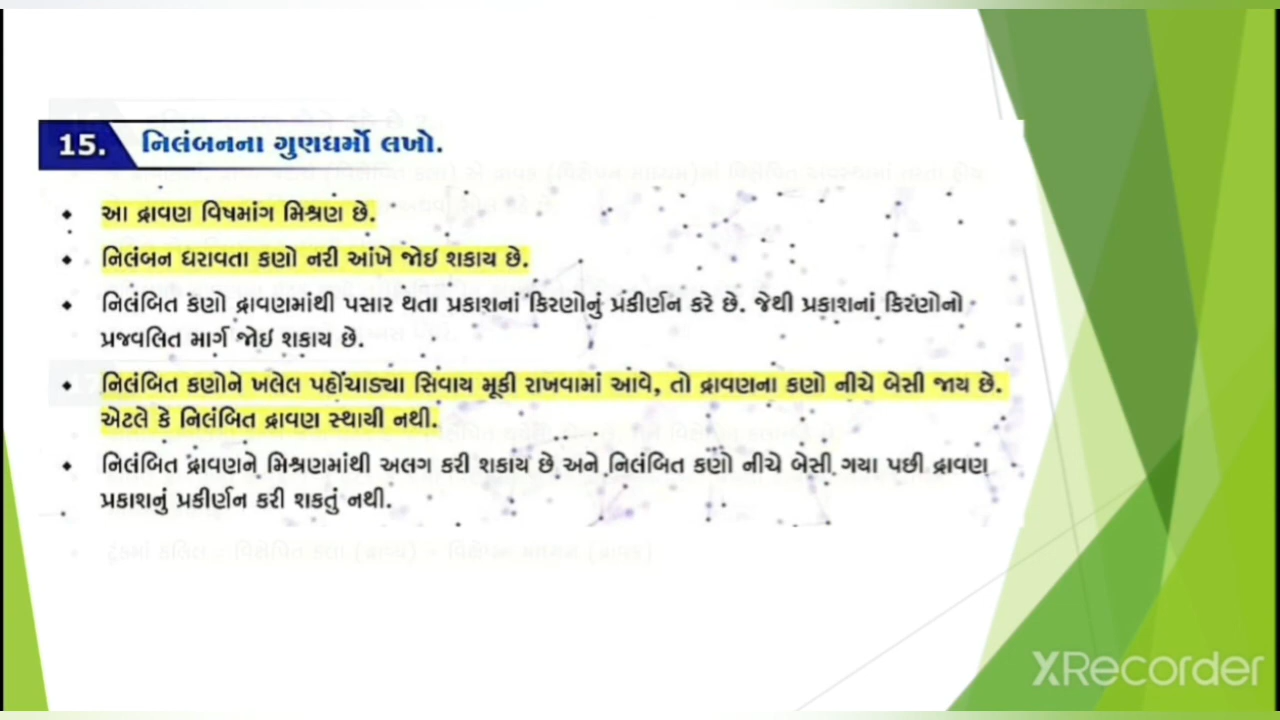 15. નિલંબનના ગુણધર્મો લખો.
• આ દ્રાવણ વિષમાંગ મિશ્રણ છે.
• નિલંબન ધરાવતા કણો નરી આંખે જોઈ શકાય છે.
• નિલંબિત કણો દ્રાવણમાંથી પસાર થતા પ્રકાશનાં કિરણોનું પ્રકીર્ણન કરે છે. જેથી પ્રકાશનાં કિરણોનો
પ્રજવલિત માર્ગ જોઈ શકાય છે.
• નિલંબિત કણોને ખલેલ પહોંચાડ્યા સિવાય મૂકી રાખવામાં આવે, તો દ્રાવણના કણો નીચે બેસી જાય છે.
એટલે કે નિલંબિત દ્રાવણ સ્થાયી નથી.
• નિલંબિત દ્રાવણને મિશ્રણમાંથી અલગ કરી શકાય છે અને નિલંબિત કણો નીચે બેસી ગયા પછી દ્રાવણ
પ્રકાશનું પ્રકીર્ણન કરી શકતું નથી.
XRecorder